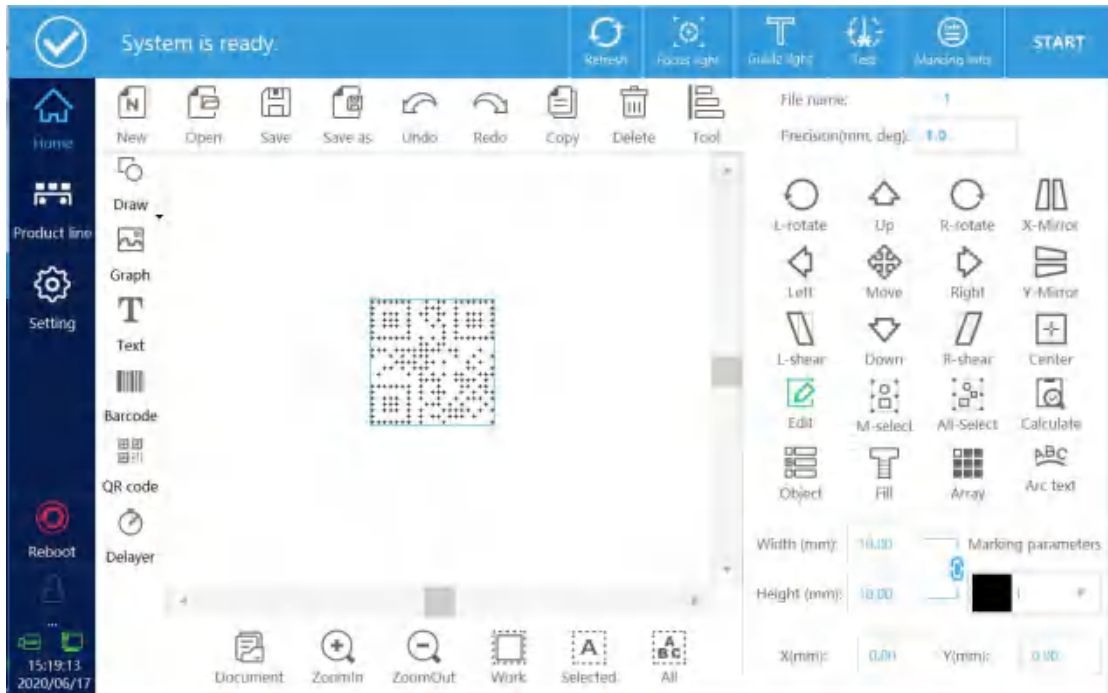 System is ready.
Refresh
Focus light
Guide light
Test
Marking info
START
Home
Product line
Setting
Reboot
...
15:19:13
2020/06/17
New
Open
Save
Save as
Undo
Redo
Copy
Delete
Tool
Draw
Graph
Text
Barcode
QR code
Delayer
File name: 1
Precision(mm, deg): 1.0
L-rotate
Up
R-rotate
X-Mirror
Left
Move
Right
Y-Mirror
L-shear
Down
R-shear
Center
Edit
M-select
All-Select
Calculate
Object
Fill
Array
Arc text
Width (mm): 10.00
Marking parameters
Height (mm): 10.00
1
X(mm): 0.00
Y(mm): 0.00
Document
ZoomIn
ZoomOut
Work
Selected
All